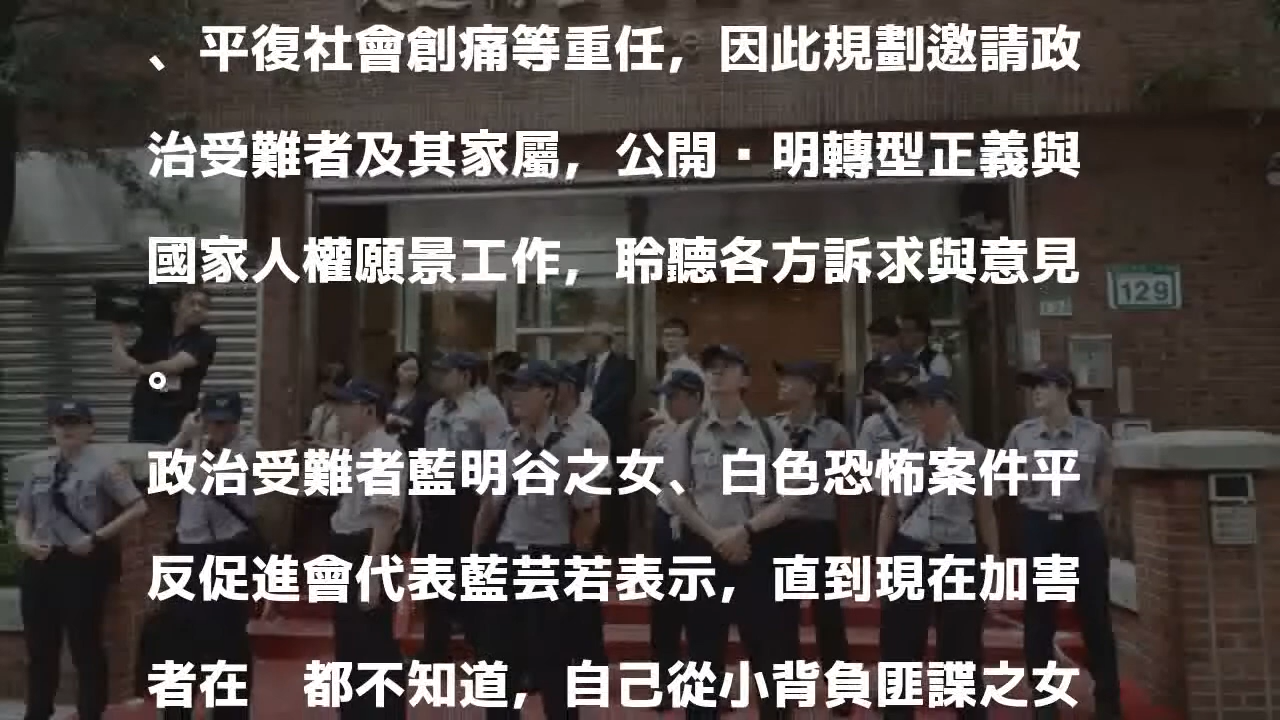 、平復社會創痛等重任，因此規劃邀請政
治受難者及其家屬，公開▪明轉型正義與
國家人權願景工作，聆聽各方訴求與意見
。
129
政治受難者藍明谷之女、白色恐怖案件平
反促進會代表藍芸若表示，直到現在加害
者在　都不知道，自己從小背負匪諜之女